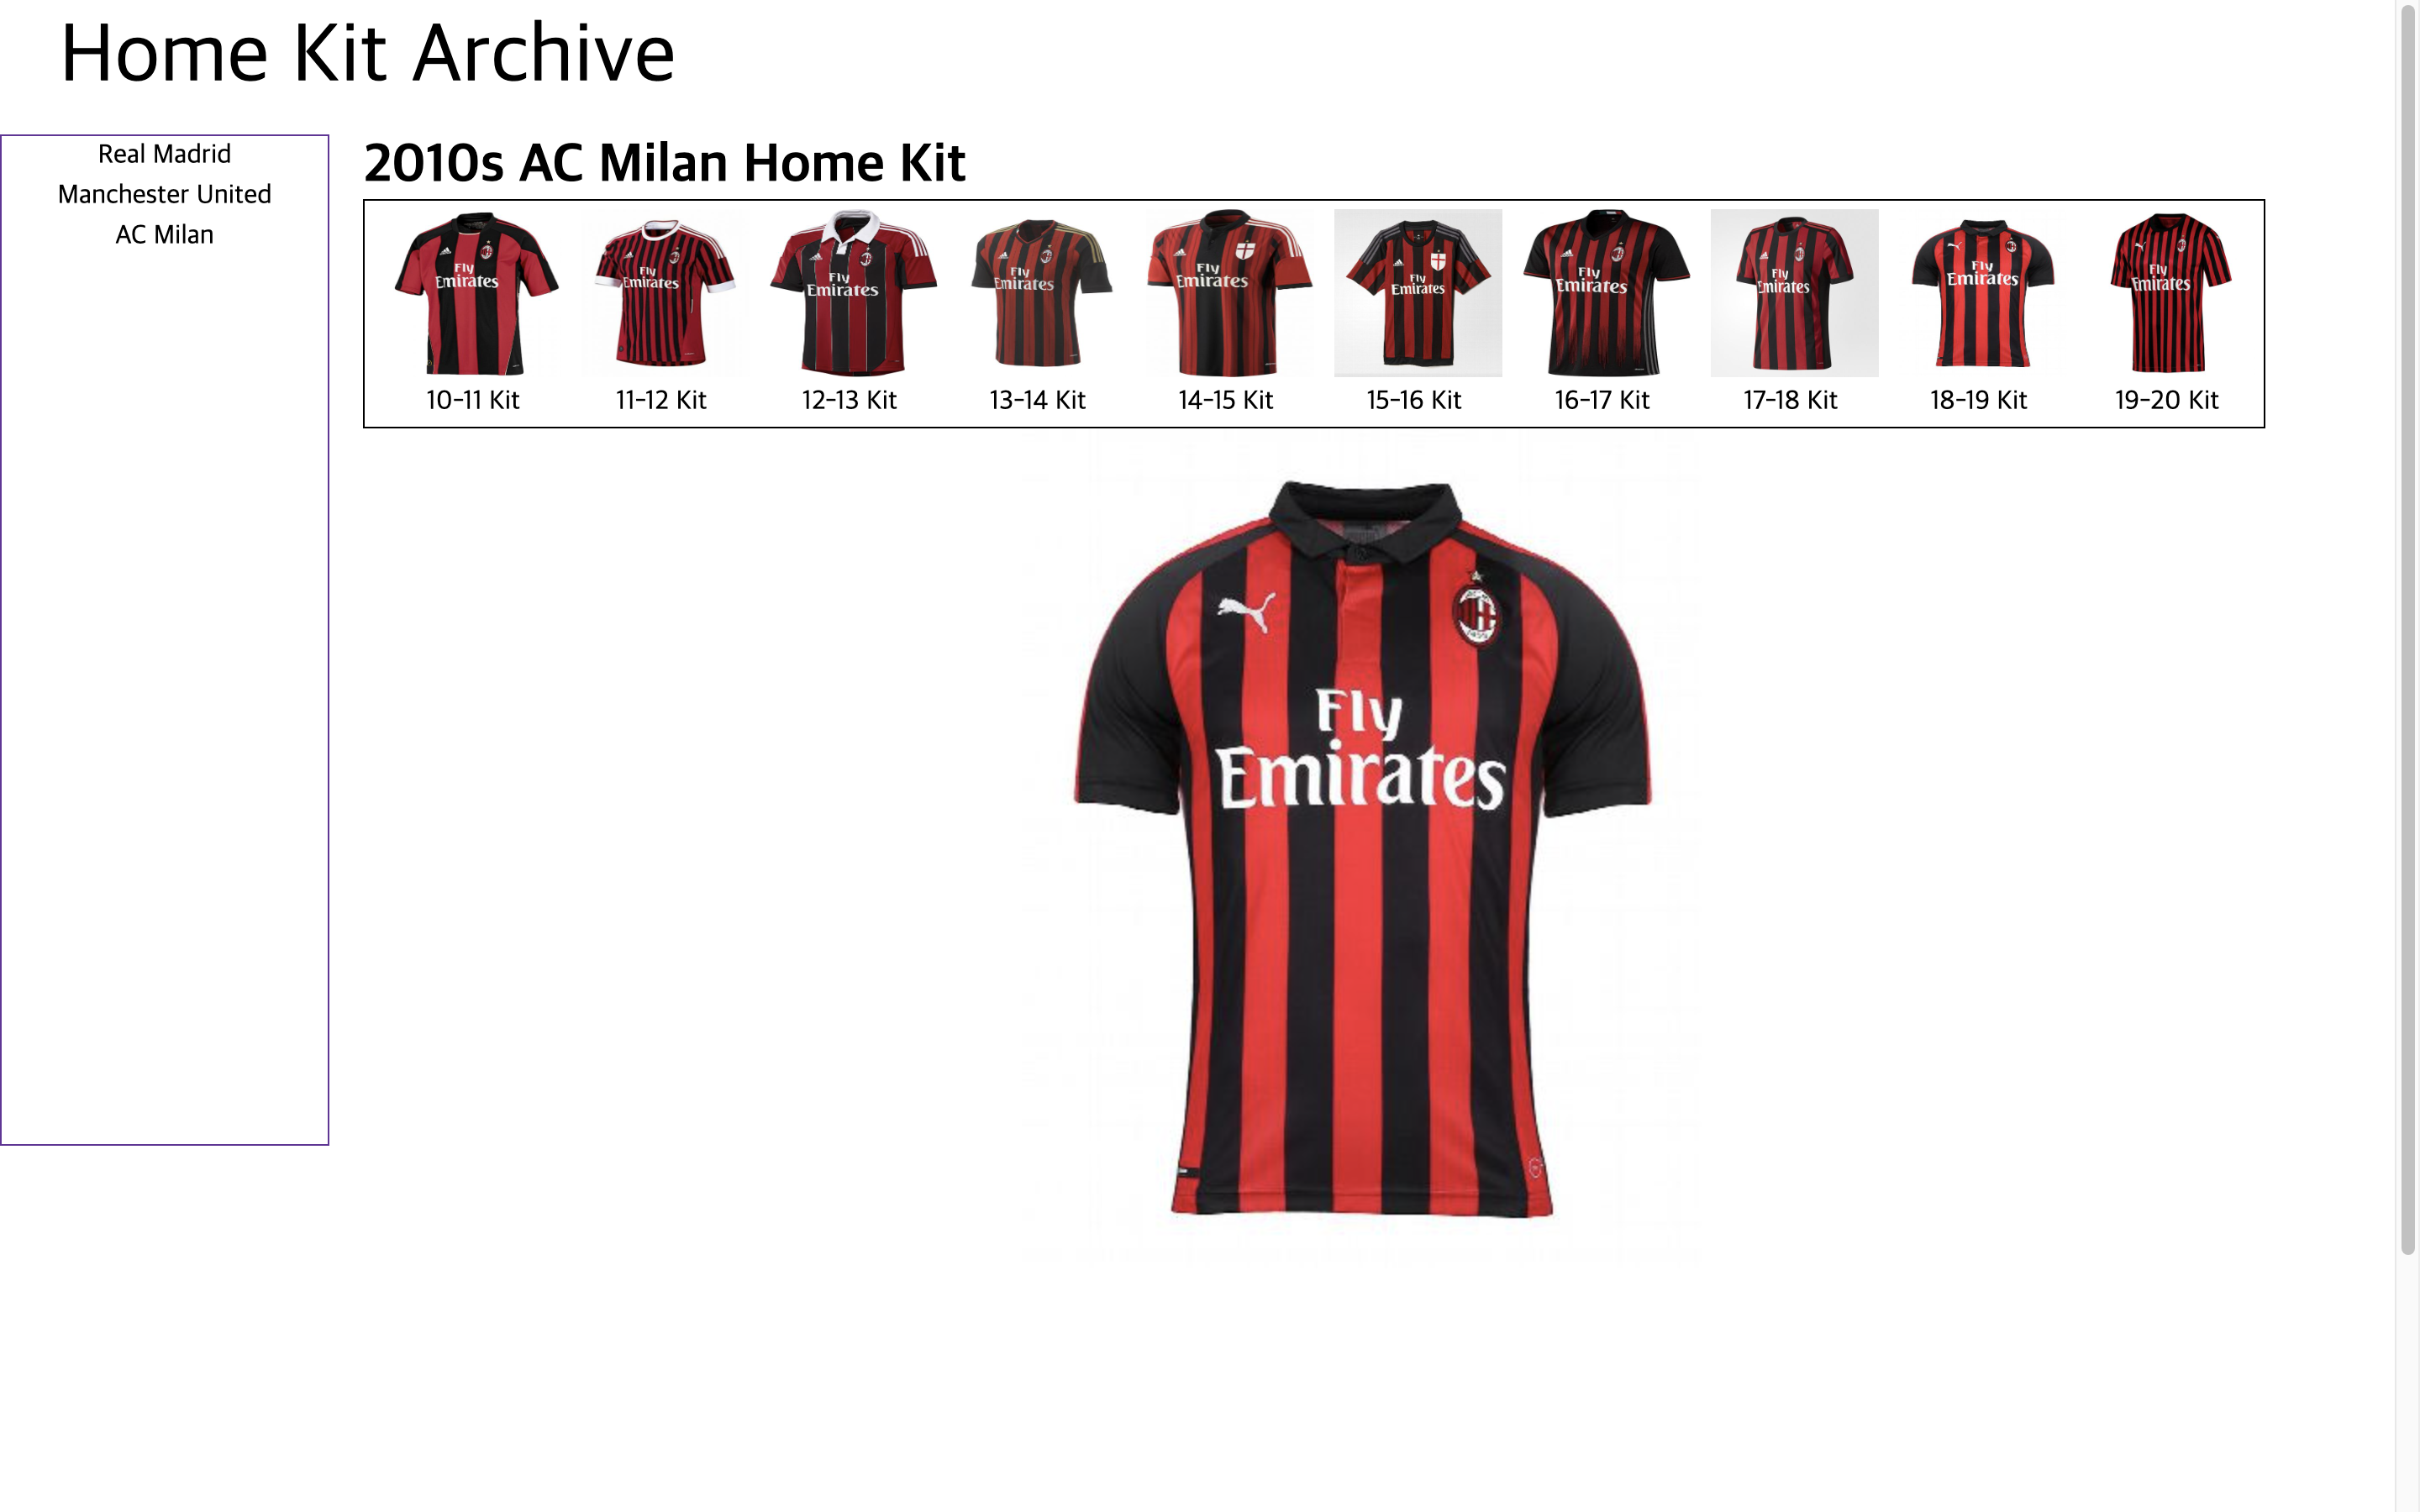 Home Kit Archive
Real Madrid
Manchester United
AC Milan
2010s AC Milan Home Kit
Fly
Emirates
Fly
Emirates
Fly
Emirates
Fly
Emirates
Fly
Emirates
Fly
Emirates
Fly
Emirates
Fly
Emirates
Fly
Emirates
Fly
Emirates
10-11 Kit
11-12 Kit
12-13 Kit
13-14 Kit
14-15 Kit
15-16 Kit
16-17 Kit
17-18 Kit
18-19 Kit
19-20 Kit
Fly
Emirates